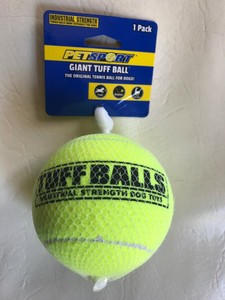 INDUSTRIAL STRENGTH
1 Pack
PETSPORT
GIANT TUFF BALL
THE ORIGINAL TENNIS BALL FOR DOGS!
TUFF BALLS
INDUSTRIAL STRENGTH DOG TOYS